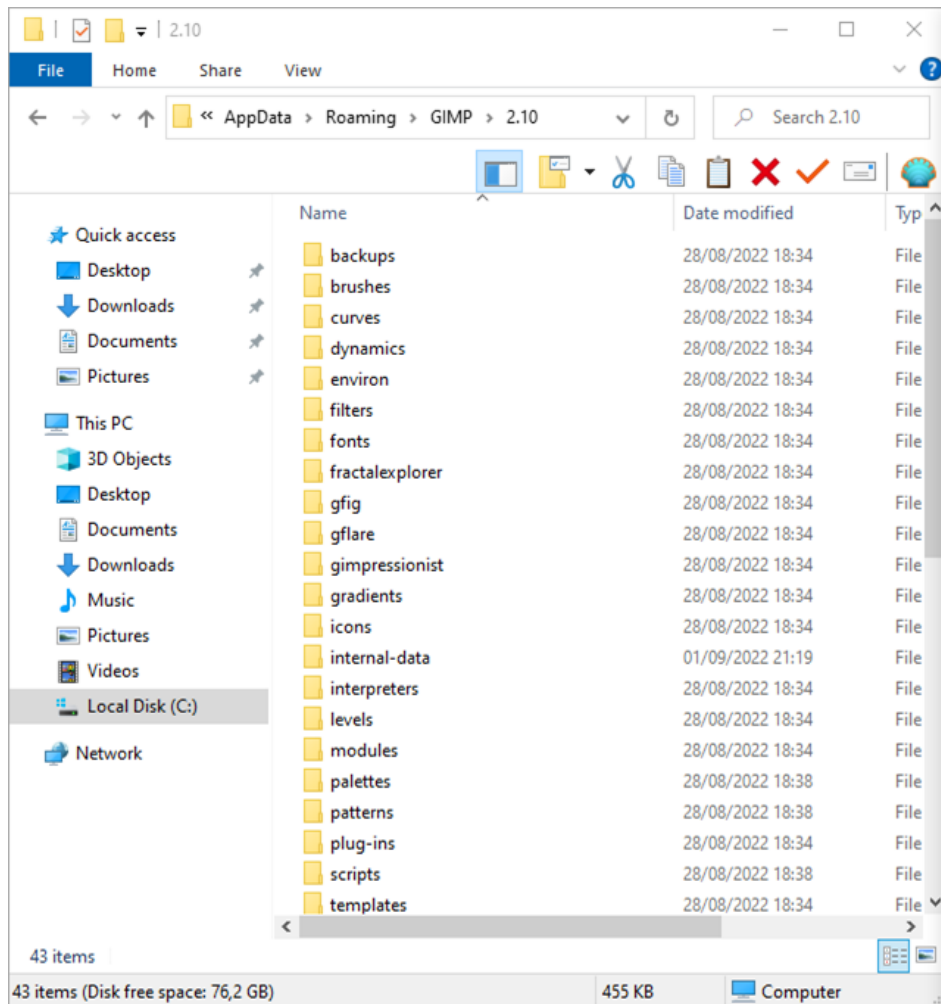 2.10
File Home Share View
« AppData > Roaming > GIMP > 2.10 Search 2.10
Name Date modified Typ
Quick access
Desktop
Downloads
Documents
Pictures
This PC
3D Objects
Desktop
Documents
Downloads
Music
Pictures
Videos
Local Disk (C:)
Network
backups 28/08/2022 18:34 File
brushes 28/08/2022 18:34 File
curves 28/08/2022 18:34 File
dynamics 28/08/2022 18:34 File
environ 28/08/2022 18:34 File
filters 28/08/2022 18:34 File
fonts 28/08/2022 18:34 File
fractalexplorer 28/08/2022 18:34 File
gfig 28/08/2022 18:34 File
gflare 28/08/2022 18:34 File
gimpressionist 28/08/2022 18:34 File
gradients 28/08/2022 18:34 File
icons 28/08/2022 18:34 File
internal-data 01/09/2022 21:19 File
interpreters 28/08/2022 18:34 File
levels 28/08/2022 18:34 File
modules 28/08/2022 18:34 File
palettes 28/08/2022 18:38 File
patterns 28/08/2022 18:38 File
plug-ins 28/08/2022 18:34 File
scripts 28/08/2022 18:38 File
templates 28/08/2022 18:34 File
43 items
43 items (Disk free space: 76,2 GB) 455 KB Computer